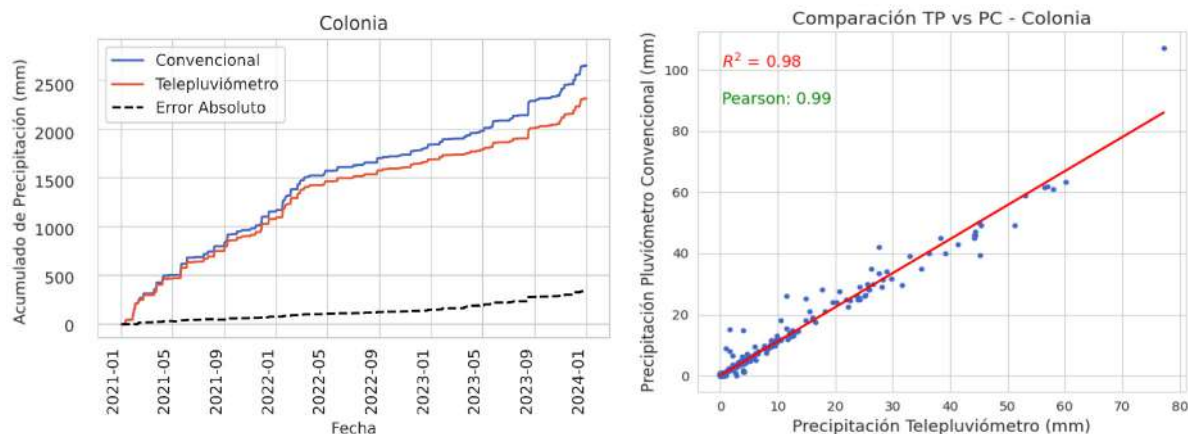 Colonia
Convencional
Telepluviómetro
Error Absoluto
Acumulado de Precipitación (mm)
2500
2000
1500
1000
500
0
2021-01
2021-05
2021-09
2022-01
2022-05
2022-09
2023-01
2023-05
2023-09
2024-01
Fecha
Comparación TP vs PC - Colonia
R² = 0.98
Pearson: 0.99
Precipitación Pluviómetro Convencional (mm)
100
80
60
40
20
0
0 10 20 30 40 50 60 70 80
Precipitación Telepluviómetro (mm)